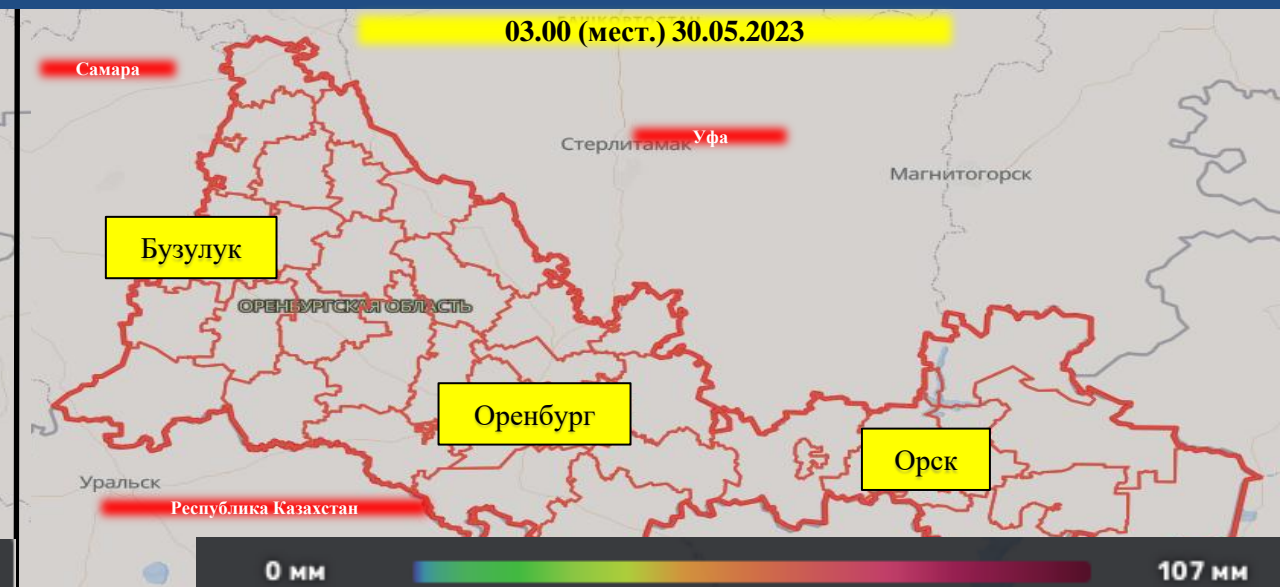 БАШКОРТОСТАН
03.00 (мест.) 30.05.2023
Самара
Уфа
Стерлитамак
Магнитогорск
Бузулук
ОРЕНБУРГСКАЯ ОБЛАСТЬ
Оренбург
Орск
Уральск
Республика Казахстан
0 мм
107 мм